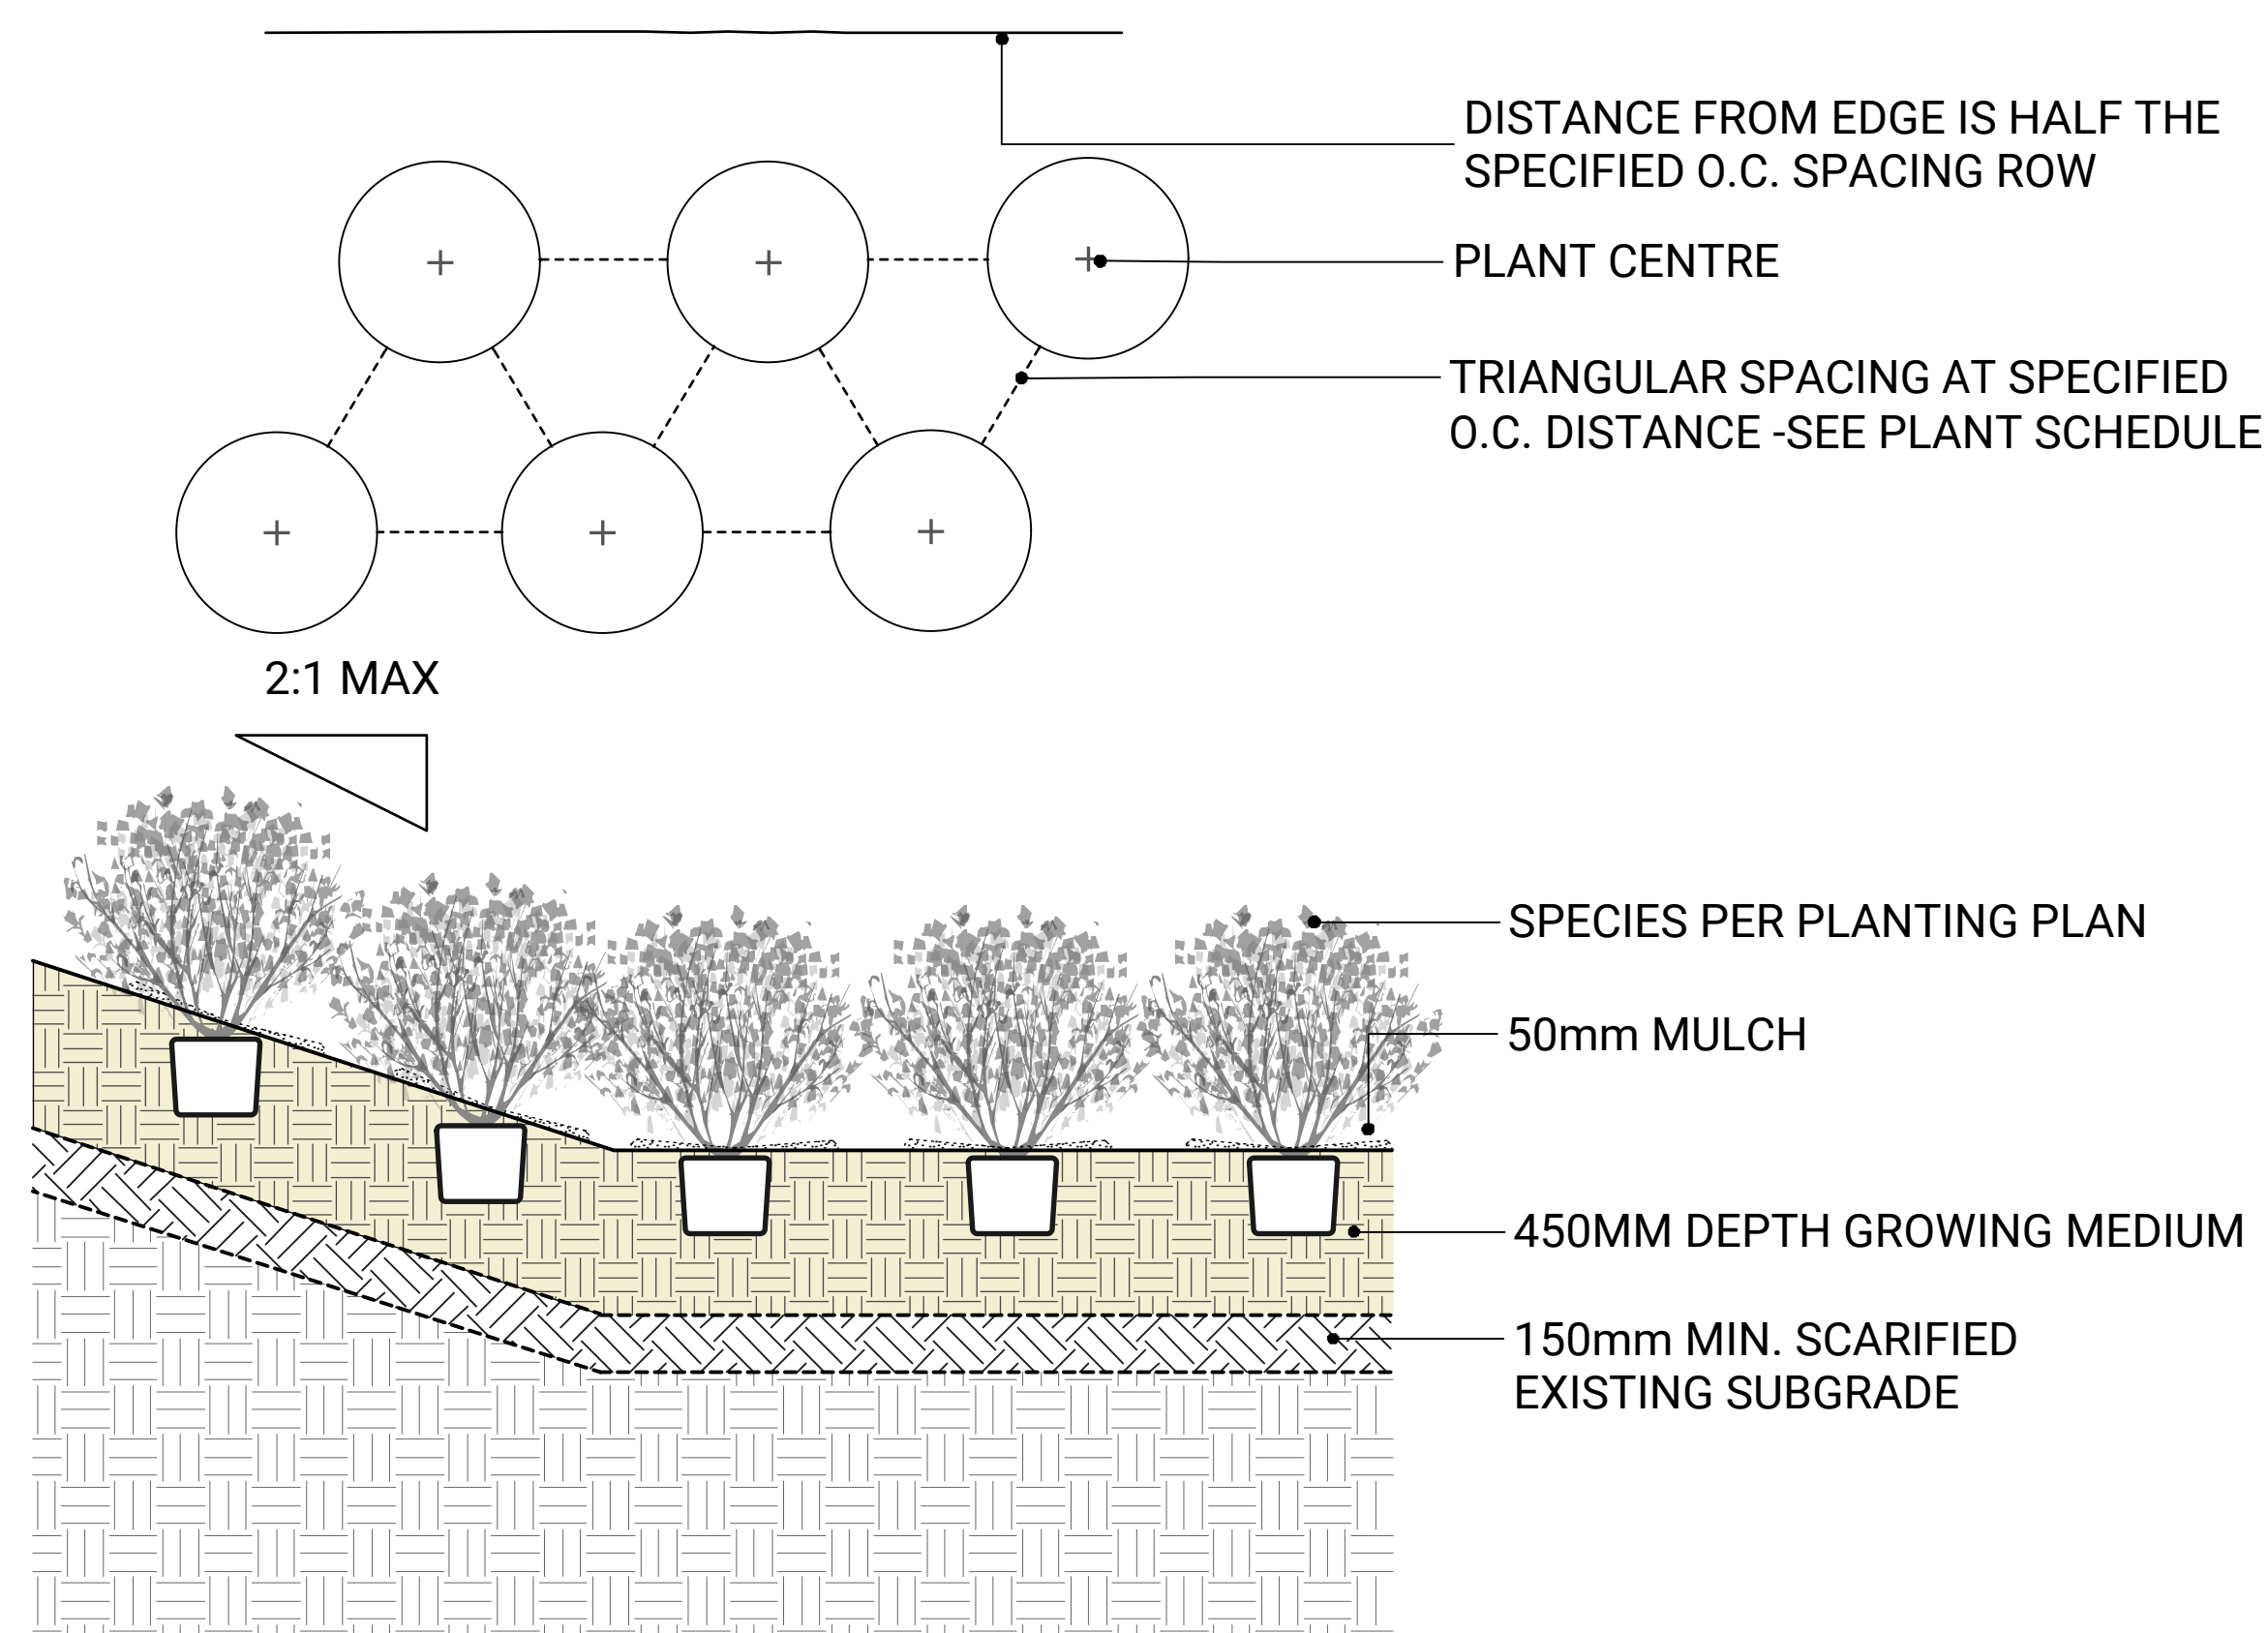 DISTANCE FROM EDGE IS HALF THE
SPECIFIED O.C. SPACING ROW
PLANT CENTRE
TRIANGULAR SPACING AT SPECIFIED
O.C. DISTANCE -SEE PLANT SCHEDULE
2:1 MAX
SPECIES PER PLANTING PLAN
50mm MULCH
450MM DEPTH GROWING MEDIUM
150mm MIN. SCARIFIED
EXISTING SUBGRADE